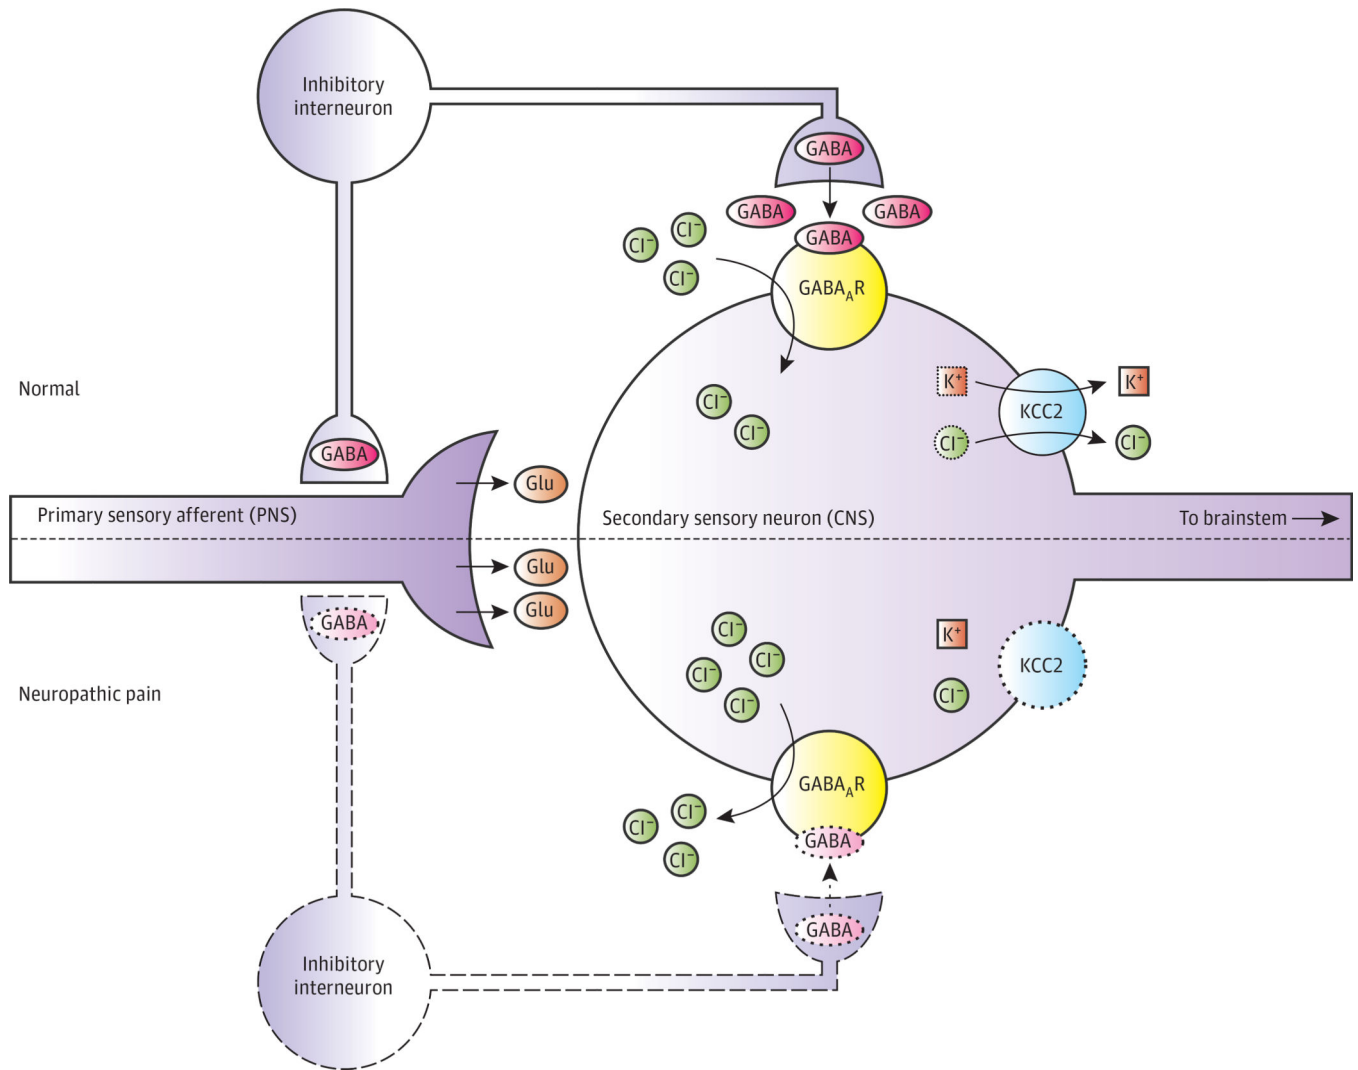 Inhibitory
interneuron
GABA
GABA
GABA
GABA
Cl⁻
Cl⁻
Cl⁻
GABA_AR
Normal
Cl⁻
Cl⁻
K⁺
K⁺
KCC2
Cl⁻
Cl⁻
GABA
Glu
Primary sensory afferent (PNS)
Secondary sensory neuron (CNS)
To brainstem
Glu
Glu
GABA
Neuropathic pain
Cl⁻
Cl⁻
Cl⁻
Cl⁻
K⁺
Cl⁻
KCC2
GABA_AR
Cl⁻
Cl⁻
Cl⁻
GABA
GABA
Inhibitory
interneuron